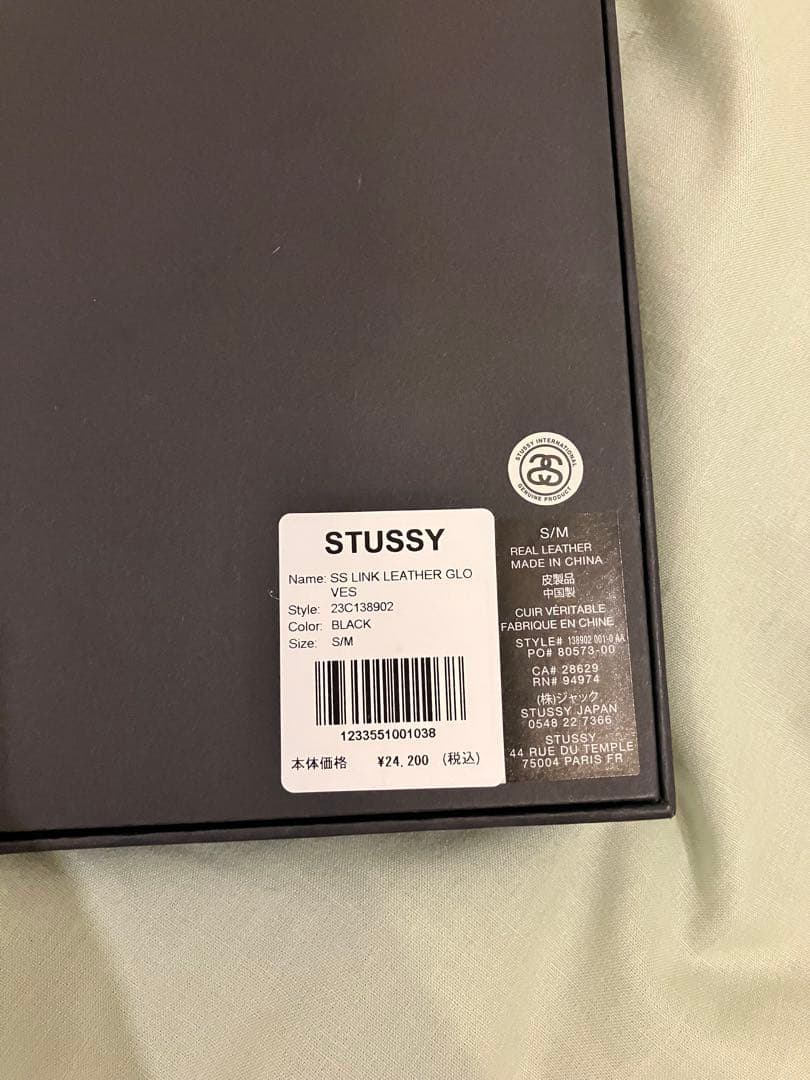 STUSSY
Name: SS LINK LEATHER GLO
VES
Style: 23C138902
Color: BLACK
Size: S/M
1233551001038
本体価格 ¥24,200 (税込)
STUSSY INTERNATIONAL
GENUINE PRODUCT
S/M
REAL LEATHER
MADE IN CHINA
皮製品
中国製
CUIR VÉRITABLE
FABRIQUE EN CHINE
STYLE# 138902 001-0 AA
PO# 80573-00
CA# 28629
RN# 94974
(株)ジャック
STUSSY JAPAN
0548 22 7366
STUSSY
44 RUE DU TEMPLE
75004 PARIS FR